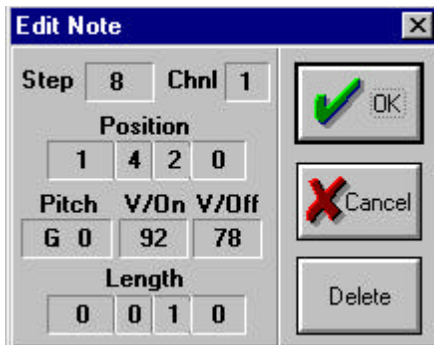 Edit Note
Step 8 Chnl 1
Position
1 4 2 0
Pitch V/On V/Off
G 0 92 78
Length
0 0 1 0
OK
Cancel
Delete